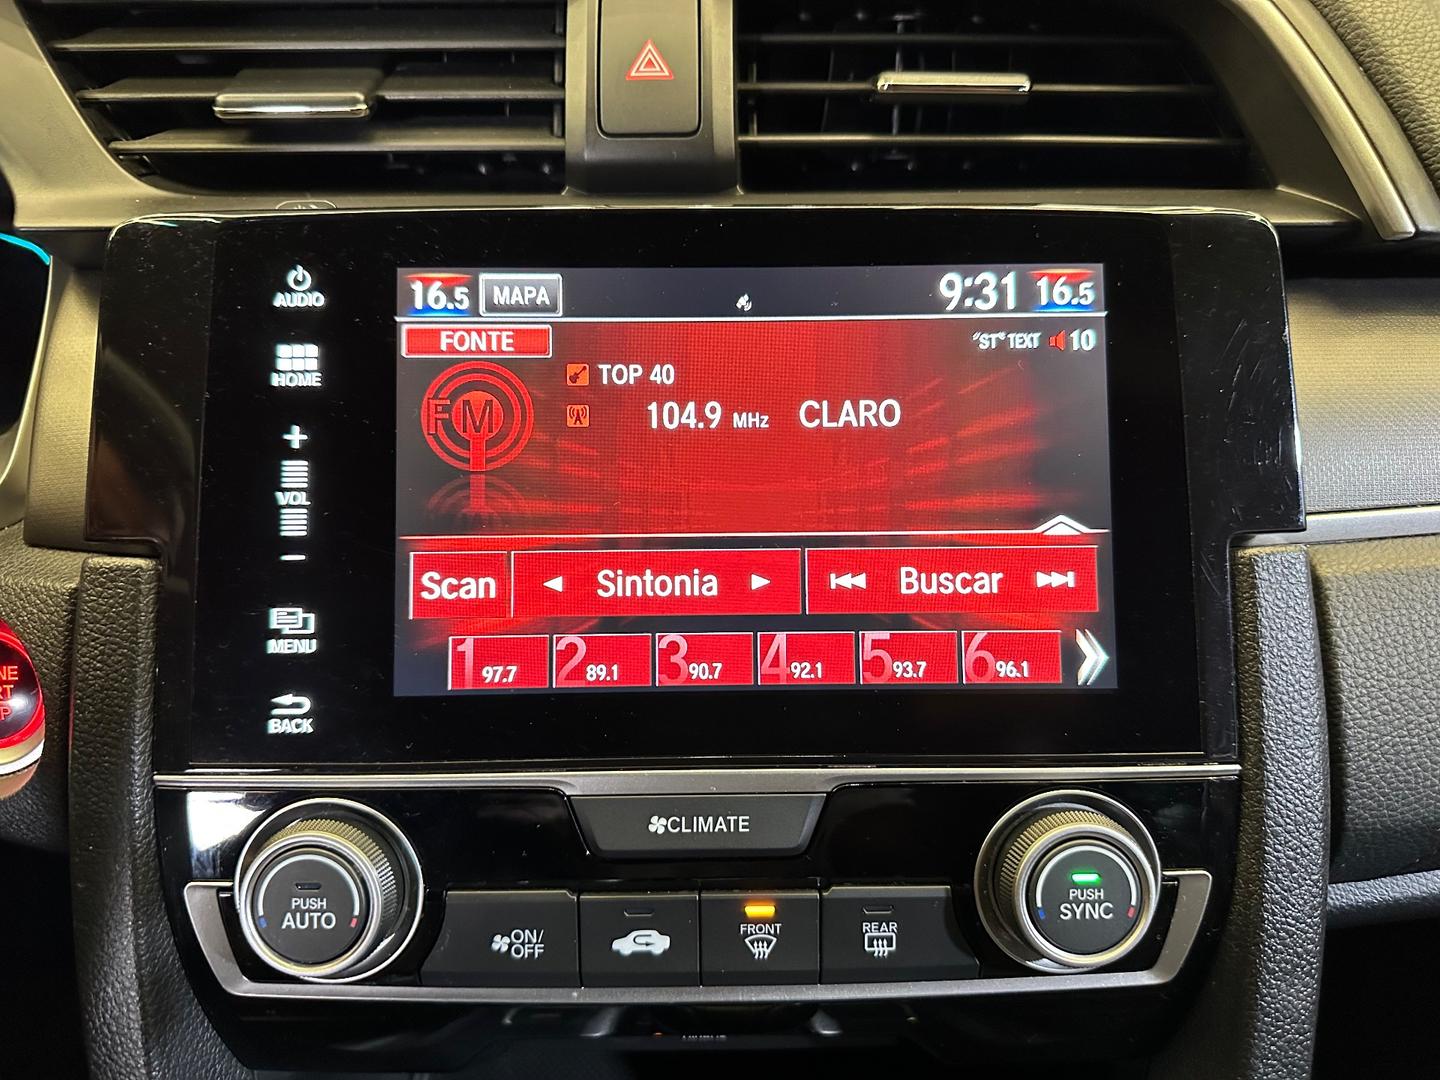 AUDIO
HOME
VOL
MENU
BACK
16.5 MAPA 9:31 16.5
FONTE "ST" TEXT 10
FM
TOP 40
104.9 MHz CLARO
Scan Sintonia Buscar
1 97.7 2 89.1 3 90.7 4 92.1 5 93.7 6 96.1
CLIMATE
PUSH
AUTO
ON/
OFF
FRONT
REAR
PUSH
SYNC